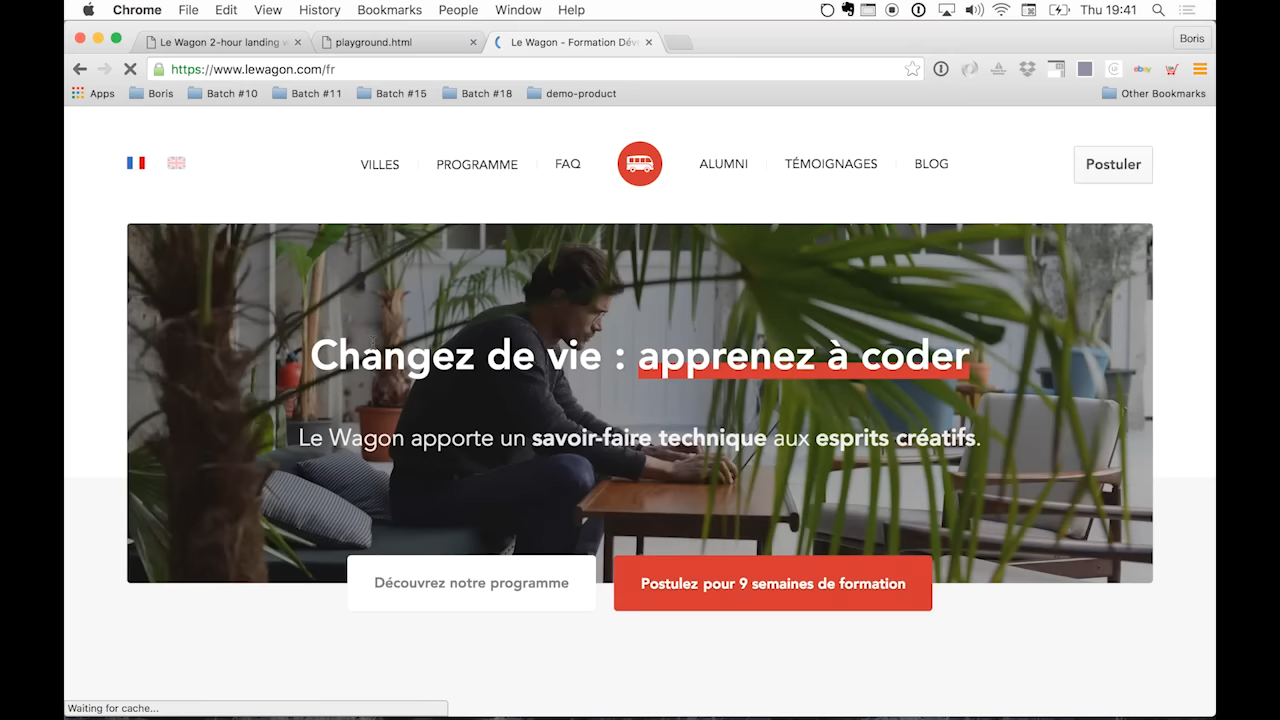 Chrome File Edit View History Bookmarks People Window Help Thu 19:41
Le Wagon 2-hour landing playground.html Le Wagon - Formation Dév Boris
https://www.lewagon.com/fr
Apps Boris Batch #10 Batch #11 Batch #15 Batch #18 demo-product Other Bookmarks
VILLES PROGRAMME FAQ ALUMNI TÉMOIGNAGES BLOG Postuler
Changez de vie : apprenez à coder
Le Wagon apporte un savoir-faire technique aux esprits créatifs.
Découvrez notre programme Postulez pour 9 semaines de formation
Waiting for cache...